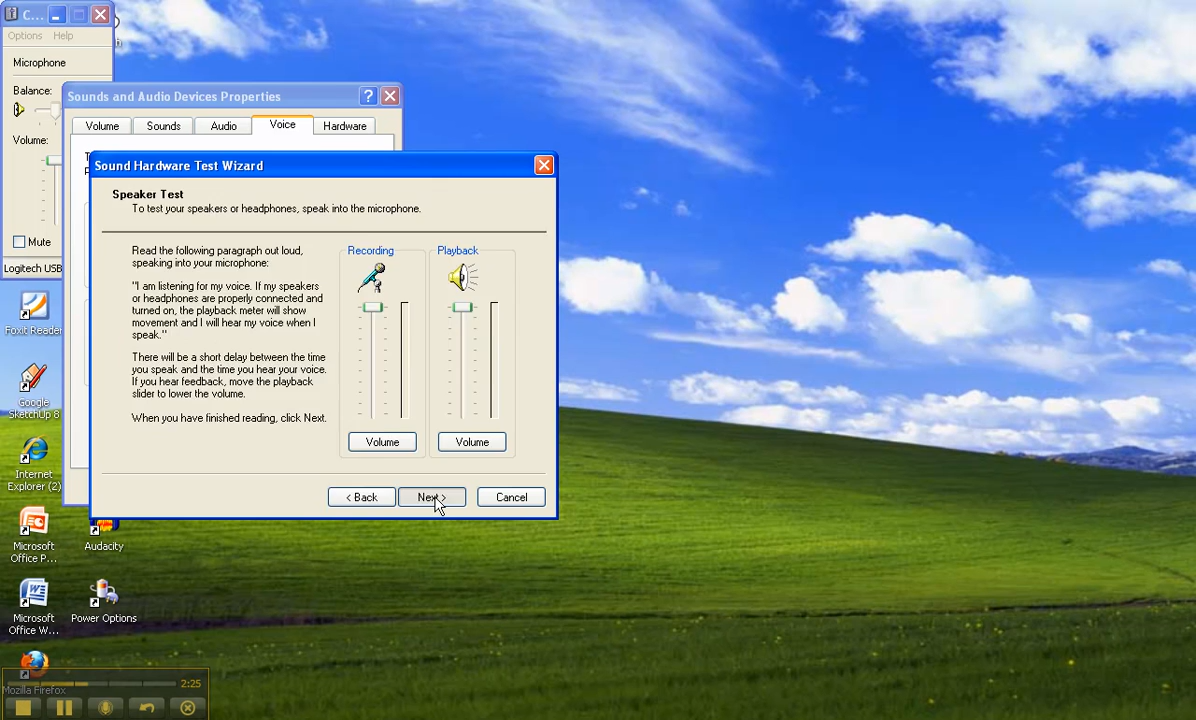 C...
Options Help
Microphone
Balance:
Volume:
Mute
Logitech USB
Sounds and Audio Devices Properties
Volume Sounds Audio Voice Hardware
Sound Hardware Test Wizard
Speaker Test
To test your speakers or headphones, speak into the microphone.
Read the following paragraph out loud,
speaking into your microphone:
"I am listening for my voice. If my speakers
or headphones are properly connected and
turned on, the playback meter will show
movement and I will hear my voice when I
speak."
There will be a short delay between the time
you speak and the time you hear your voice.
If you hear feedback, move the playback
slider to lower the volume.
When you have finished reading, click Next.
Recording
Playback
Volume
Volume
< Back
Next >
Cancel
Foxit Reader
Google
SketchUp 8
Internet
Explorer (2)
Microsoft
Office P...
Audacity
Microsoft
Office W...
Power Options
Mozilla Firefox
2:25